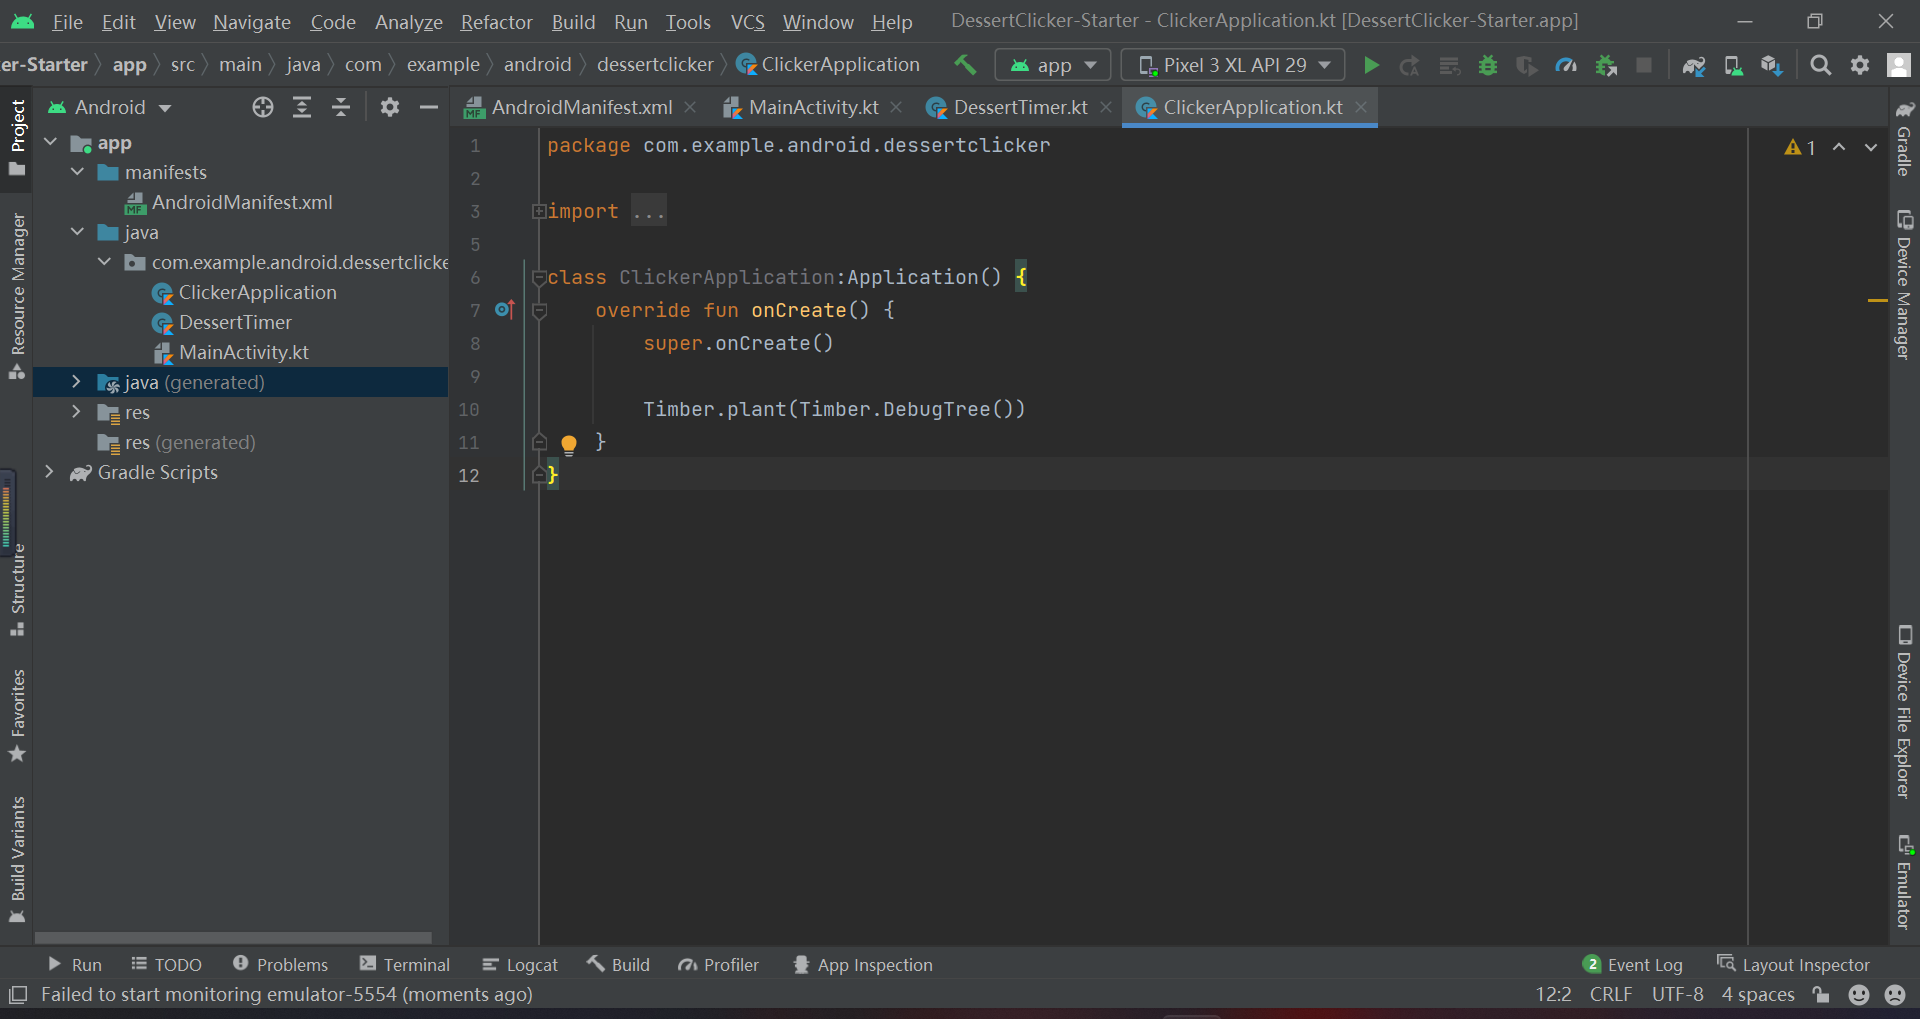 File Edit View Navigate Code Analyze Refactor Build Run Tools VCS Window Help DessertClicker-Starter - ClickerApplication.kt [DessertClicker-Starter.app]
er-Starter app src main java com example android dessertclicker ClickerApplication app Pixel 3 XL API 29
Android
AndroidManifest.xml MainActivity.kt DessertTimer.kt ClickerApplication.kt
Project
Resource Manager
Structure
Favorites
Build Variants
app
manifests
MF AndroidManifest.xml
java
com.example.android.dessertclicke
ClickerApplication
DessertTimer
MainActivity.kt
java (generated)
res
res (generated)
Gradle Scripts
1 package com.example.android.dessertclicker
2
3 import ...
5
6 class ClickerApplication:Application() {
7 override fun onCreate() {
8 super.onCreate()
9
10 Timber.plant(Timber.DebugTree())
11 }
12 }
1
Gradle
Device Manager
Device File Explorer
Emulator
Run TODO Problems Terminal Logcat Build Profiler App Inspection 2 Event Log Layout Inspector
Failed to start monitoring emulator-5554 (moments ago) 12:2 CRLF UTF-8 4 spaces